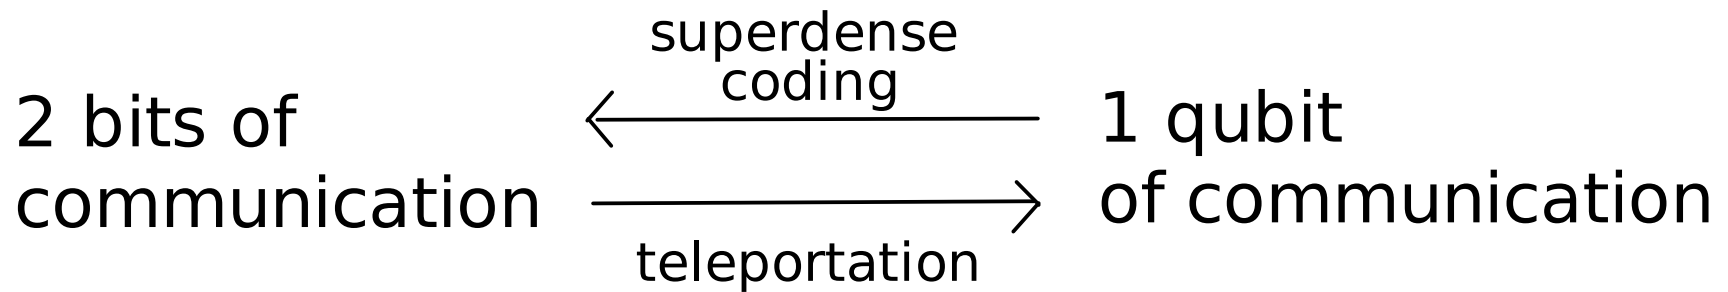 superdense
coding
2 bits of
communication
1 qubit
of communication
teleportation